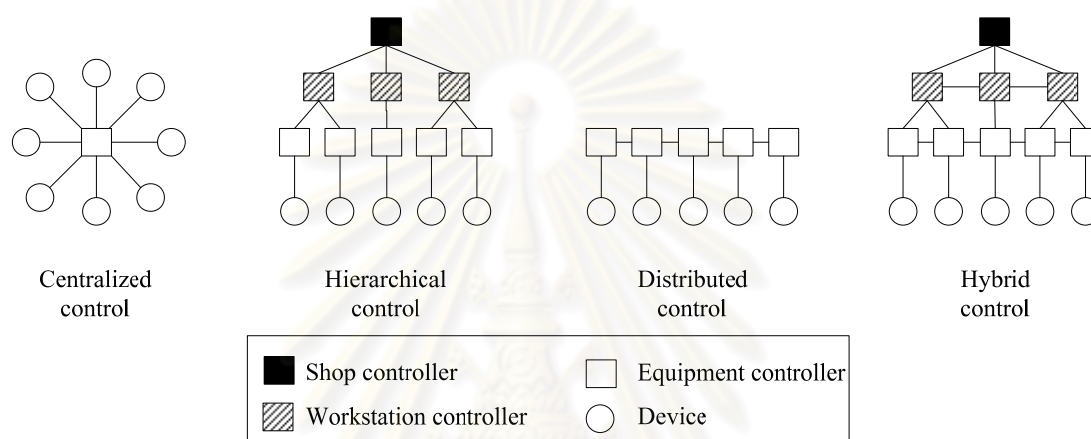 Centralized
control
Hierarchical
control
Distributed
control
Hybrid
control
Shop controller
Equipment controller
Workstation controller
Device